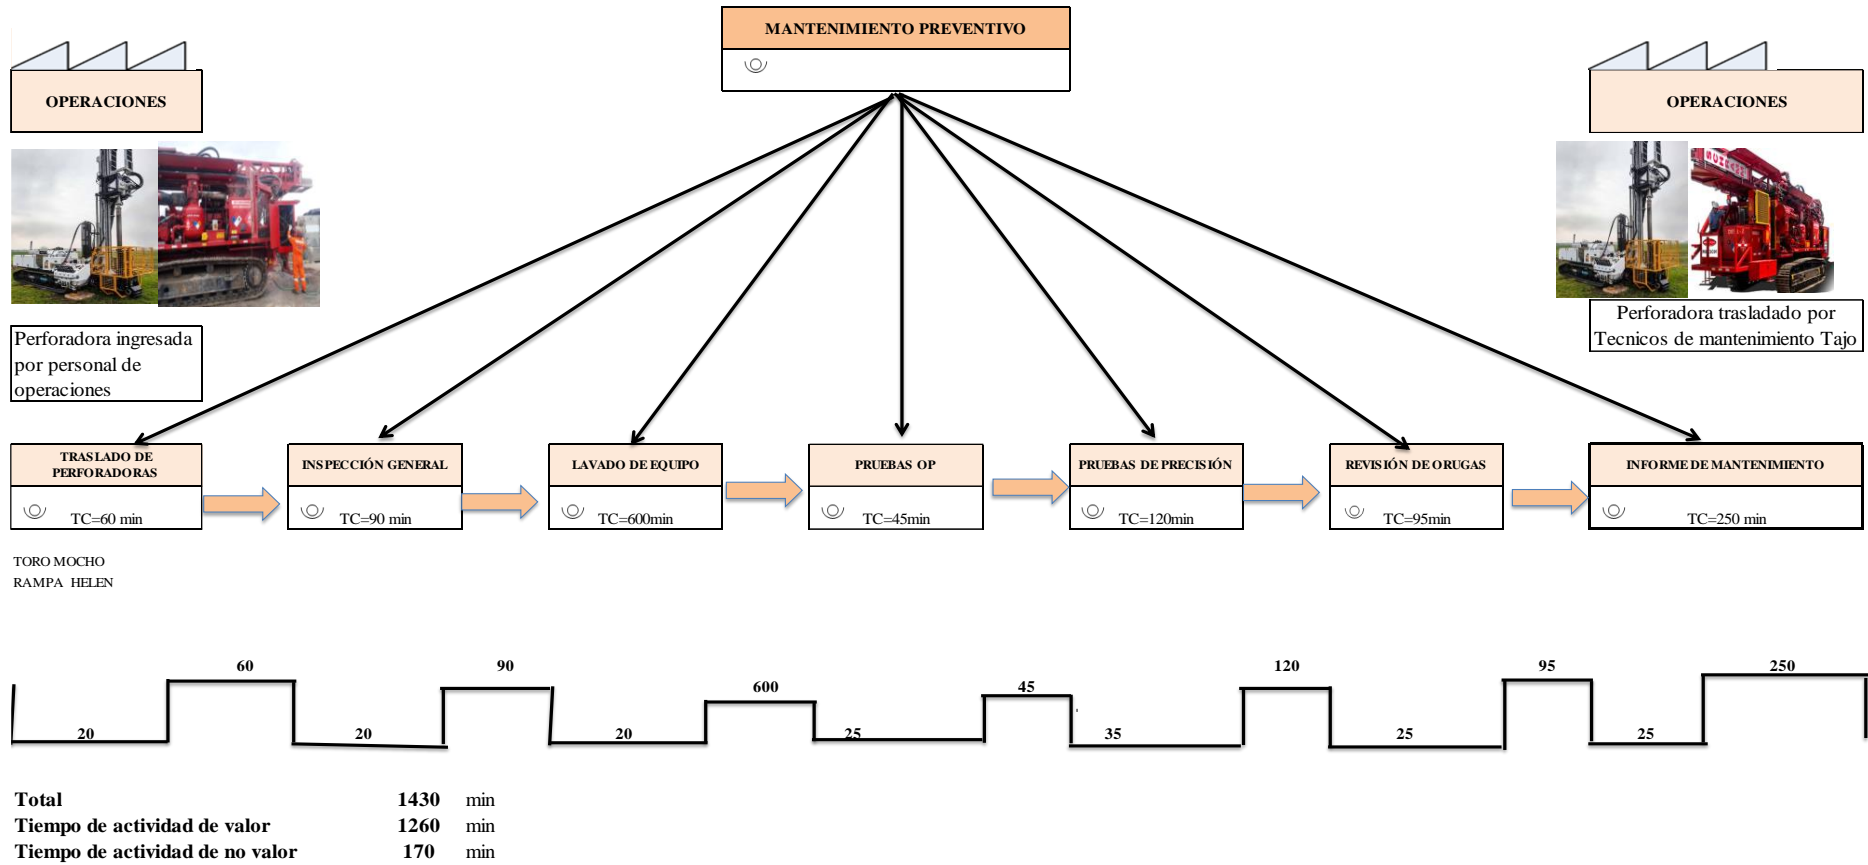 MANTENIMIENTO PREVENTIVO
OPERACIONES
OPERACIONES
Perforadora ingresada
por personal de
operaciones
Perforadora trasladado por
Tecnicos de mantenimiento Tajo
TRASLADO DE
PERFORADORAS
TC=60 min
INSPECCIÓN GENERAL
TC=90 min
LAVADO DE EQUIPO
TC=600min
PRUEBAS OP
TC=45min
PRUEBAS DE PRECISIÓN
TC=120min
REVISIÓN DE ORUGAS
TC=95min
INFORME DE MANTENIMIENTO
TC=250 min
TORO MOCHO
RAMPA HELEN
60 90 600 45 120 95 250
20 20 20 25 35 25 25
Total 1430 min
Tiempo de actividad de valor 1260 min
Tiempo de actividad de no valor 170 min